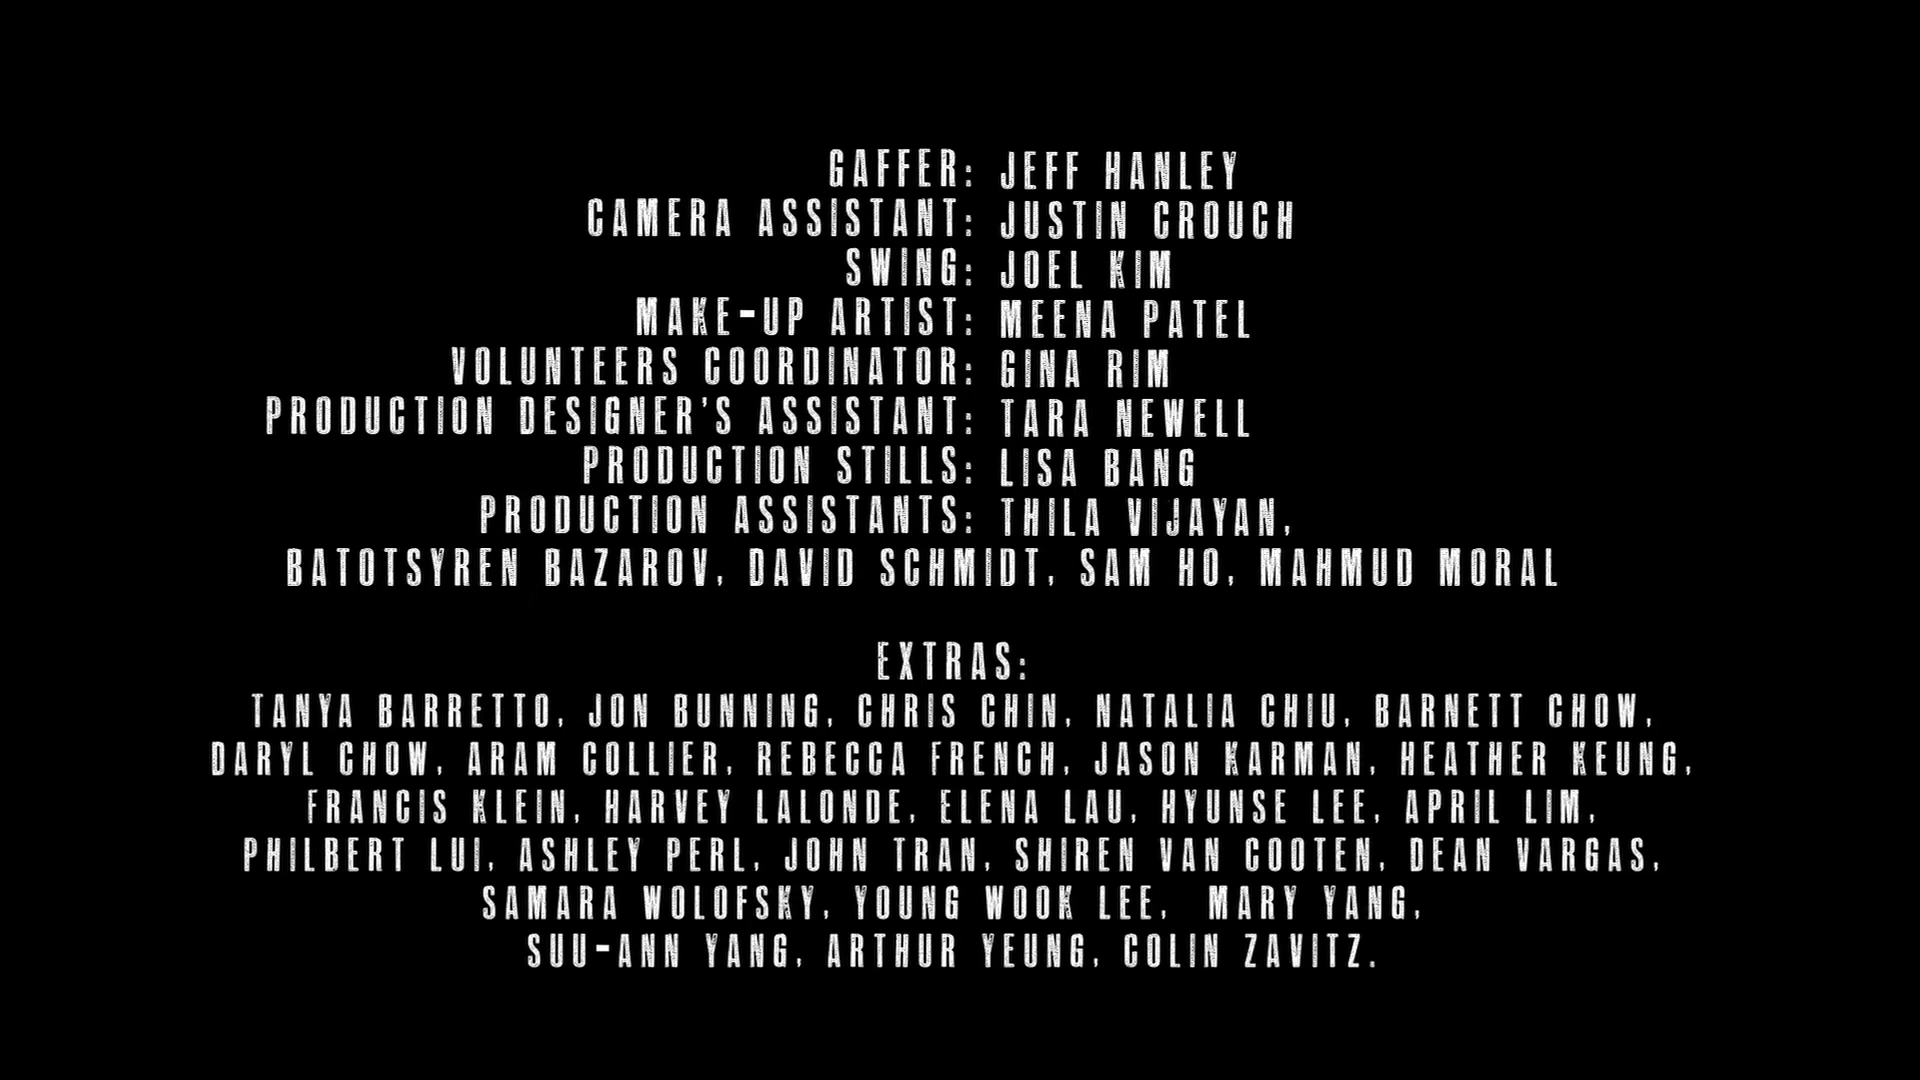 GAFFER: JEFF HANLEY
CAMERA ASSISTANT: JUSTIN CROUCH
SWING: JOEL KIM
MAKE-UP ARTIST: MEENA PATEL
VOLUNTEERS COORDINATOR: GINA RIM
PRODUCTION DESIGNER'S ASSISTANT: TARA NEWELL
PRODUCTION STILLS: LISA BANG
PRODUCTION ASSISTANTS: THILA VIJAYAN,
BATOTSYREN BAZAROV, DAVID SCHMIDT, SAM HO, MAHMUD MORAL
EXTRAS:
TANYA BARRETTO, JON BUNNING, CHRIS CHIN, NATALIA CHIU, BARNETT CHOW,
DARYL CHOW, ARAM COLLIER, REBECCA FRENCH, JASON KARMAN, HEATHER KEUNG,
FRANCIS KLEIN, HARVEY LALONDE, ELENA LAU, HYUNSE LEE, APRIL LIM,
PHILBERT LUI, ASHLEY PERL, JOHN TRAN, SHIREN VAN COOTEN, DEAN VARGAS,
SAMARA WOLOFSKY, YOUNG WOOK LEE, MARY YANG,
SUU-ANN YANG, ARTHUR YEUNG, COLIN ZAVITZ.